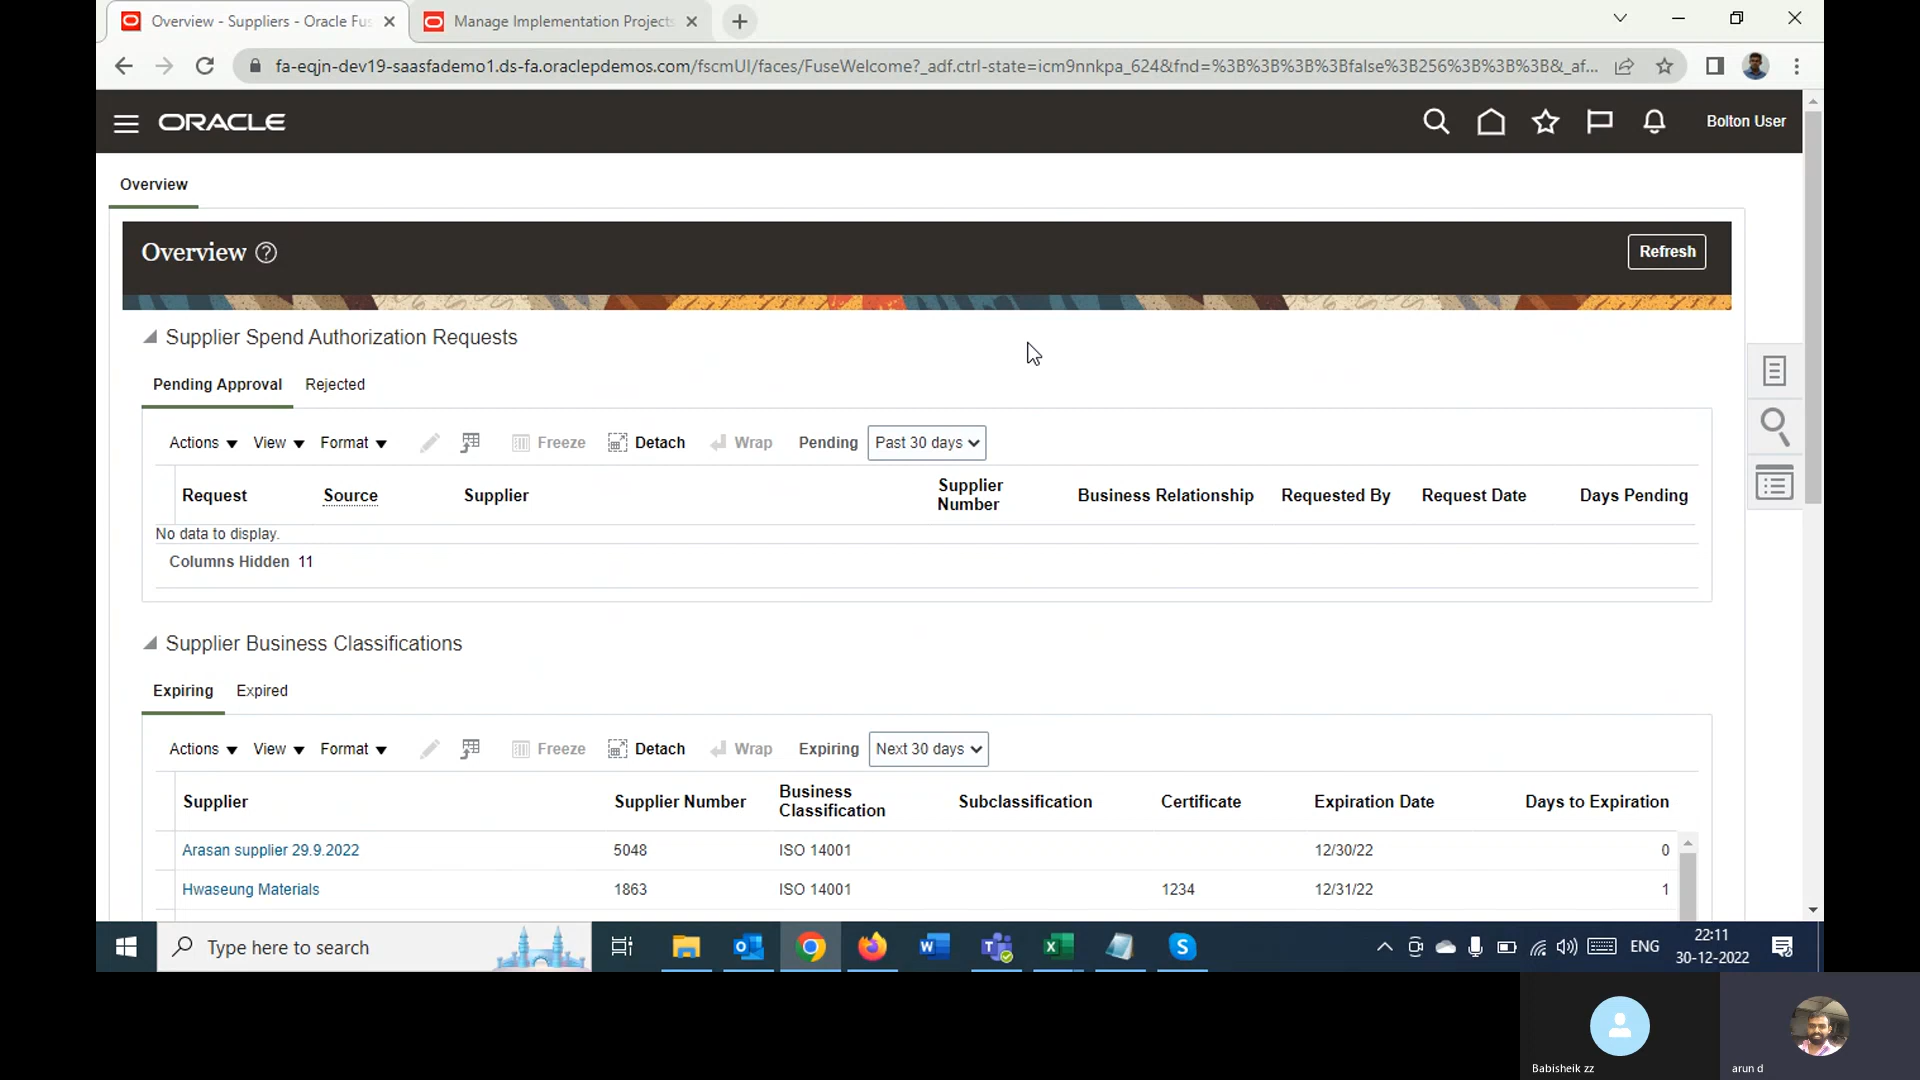 Overview - Suppliers - Oracle Fus
Manage Implementation Projects
fa-eqjn-dev19-saasfademo1.ds-fa.oraclepdemos.com/fscmUI/faces/FuseWelcome?_adf.ctrl-state=icm9nnkpa_624&fnd=%3B%3B%3B%3Bfalse%3B256%3B%3B%3B&_af...
ORACLE
Bolton User
Overview
Overview ?
Refresh
Supplier Spend Authorization Requests
Pending Approval Rejected
Actions View Format Freeze Detach Wrap Pending Past 30 days
Request Source Supplier Supplier Number Business Relationship Requested By Request Date Days Pending
No data to display.
Columns Hidden 11
Supplier Business Classifications
Expiring Expired
Actions View Format Freeze Detach Wrap Expiring Next 30 days
Supplier Supplier Number Business Classification Subclassification Certificate Expiration Date Days to Expiration
Arasan supplier 29.9.2022 5048 ISO 14001 12/30/22 0
Hwaseung Materials 1863 ISO 14001 1234 12/31/22 1
Type here to search
ENG
22:11
30-12-2022
Babisheik zz
arun d